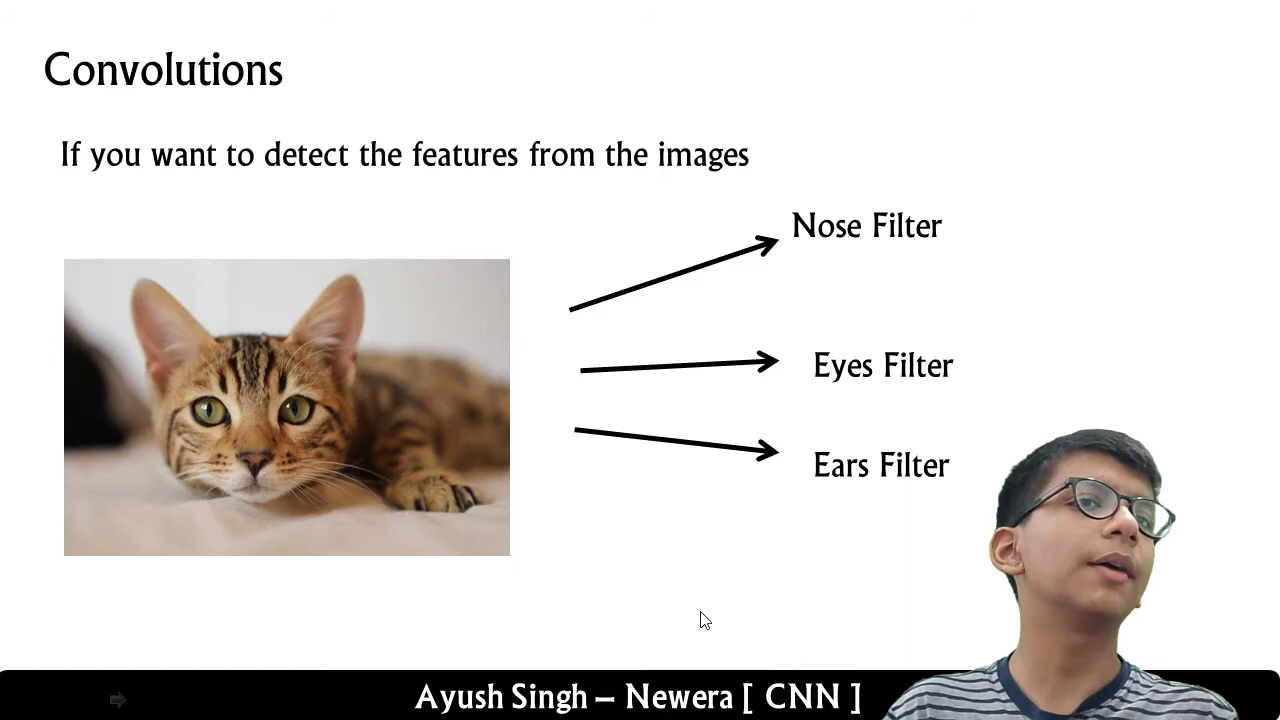 Convolutions
If you want to detect the features from the images
Nose Filter
Eyes Filter
Ears Filter
Ayush Singh – Newera [ CNN ]